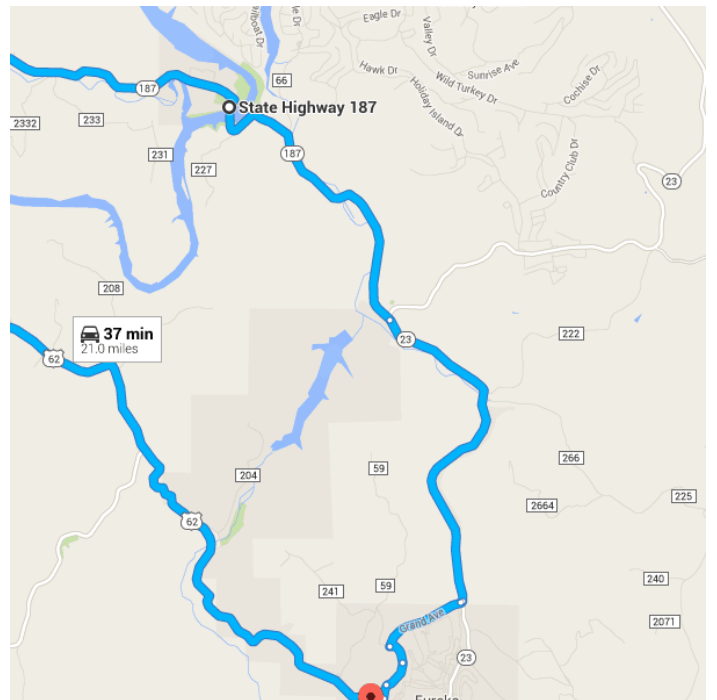 Eagle Dr
Valley Dr
66
Hawk Dr
Sunrise Ave
Wild Turkey Dr
Cochise Dr
187
State Highway 187
Holiday Island Dr
2332
233
231
187
227
Country Club Dr
23
208
37 min
21.0 miles
62
23
222
59
266
204
225
2664
62
59
241
240
Grand Ave
2071
23
Eureka